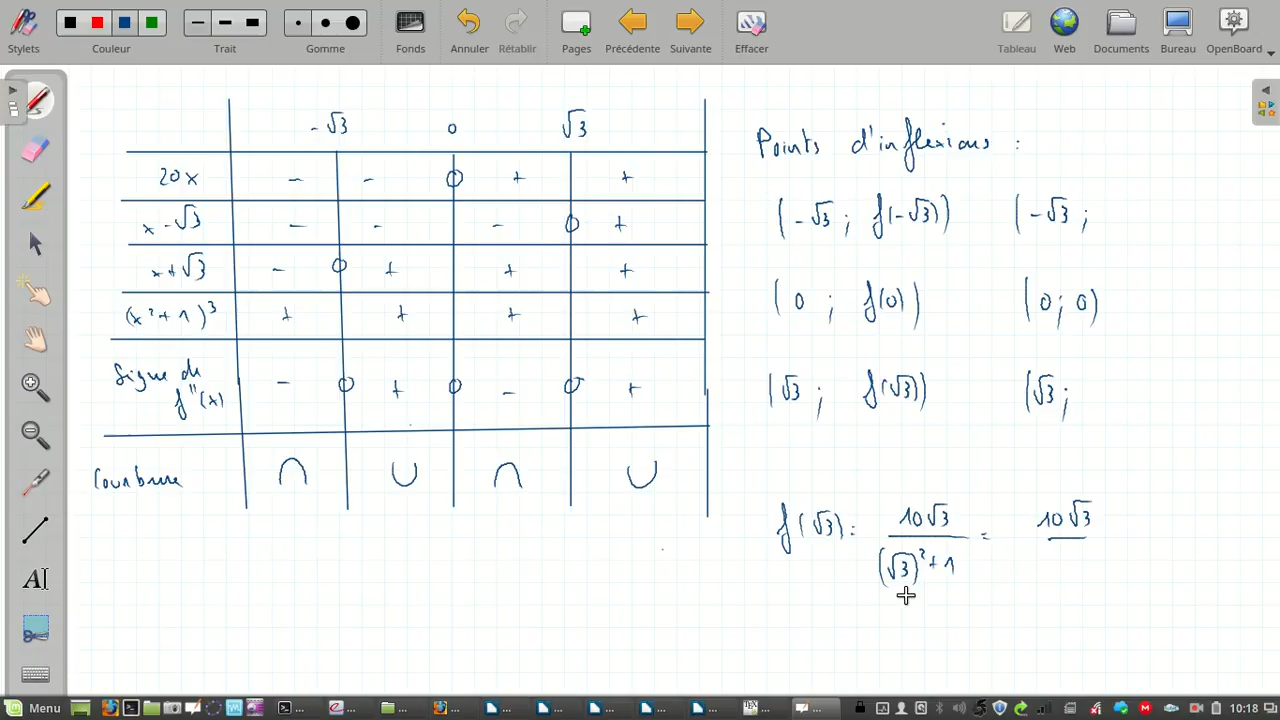 Stylets Couleur Trait Gomme Fonds Annuler Rétablir Pages Précédente Suivante Effacer Tableau Web Documents Bureau OpenBoard
-√3 0 √3
20x - - 0 + +
x-√3 - - - 0 +
x+√3 - 0 + + +
(x²+1)³ + + + +
Signe de f''(x) - 0 + 0 - 0 +
Courbure ∩ ∪ ∩ ∪
Points d'inflexions :
(-√3 ; f(-√3)) (-√3 ;
(0 ; f(0)) (0 ; 0)
(√3 ; f(√3)) (√3 ;
f(√3) = 10√3 / (√3)²+1 = 10√3
Menu 10:18